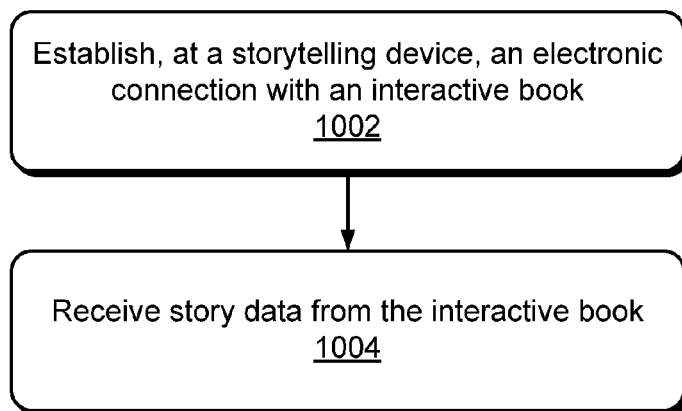 Establish, at a storytelling device, an electronic
connection with an interactive book
1002
Receive story data from the interactive book
1004